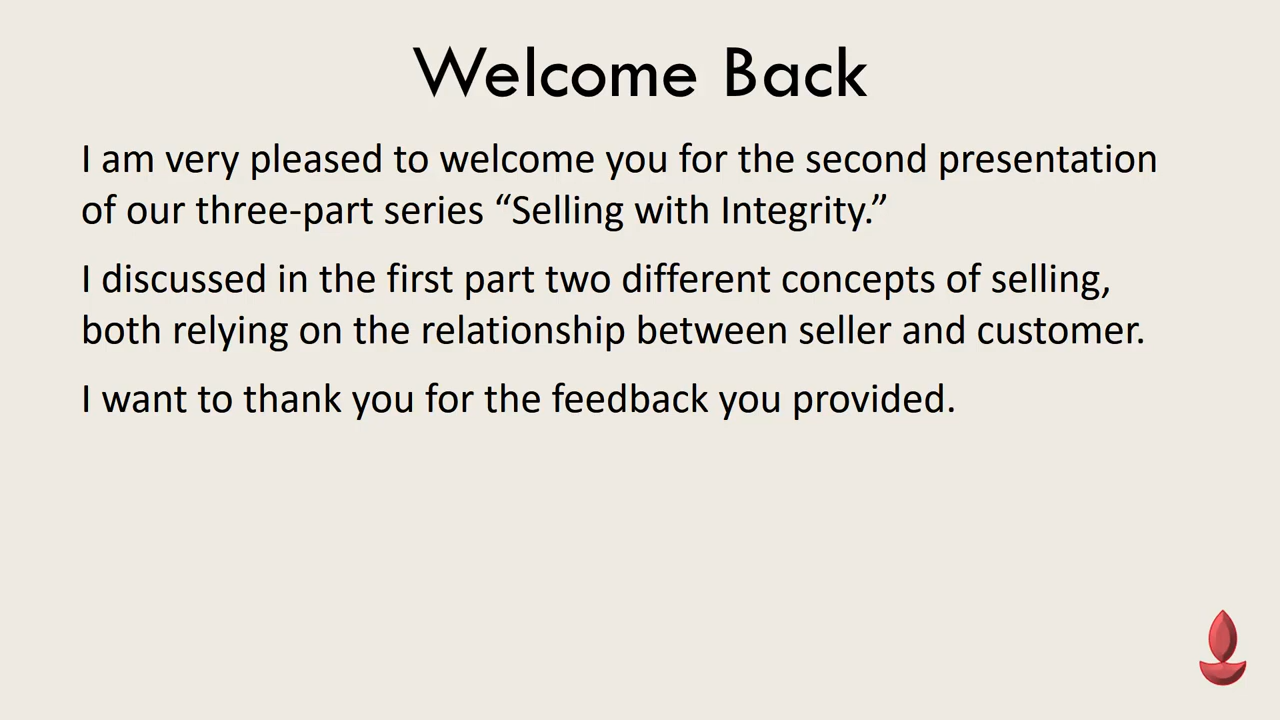 Welcome Back
I am very pleased to welcome you for the second presentation
of our three-part series “Selling with Integrity.”
I discussed in the first part two different concepts of selling,
both relying on the relationship between seller and customer.
I want to thank you for the feedback you provided.